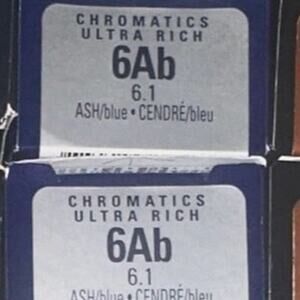 CHROMATICS
ULTRA RICH
6Ab
6.1
ASH/blue • CENDRÉ/bleu
CHROMATICS
ULTRA RICH
6Ab
6.1
ASH/blue • CENDRÉ/bleu